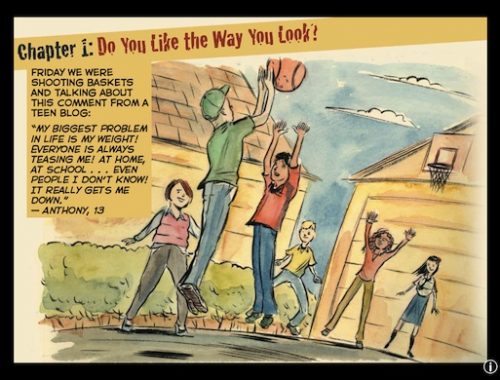 Chapter 1: Do You Like the Way You Look?
FRIDAY WE WERE
SHOOTING BASKETS
AND TALKING ABOUT
THIS COMMENT FROM A
TEEN BLOG:
"MY BIGGEST PROBLEM
IN LIFE IS MY WEIGHT!
EVERYONE IS ALWAYS
TEASING ME! AT HOME,
AT SCHOOL . . . EVEN
PEOPLE I DON'T KNOW!
IT REALLY GETS ME
DOWN."
— ANTHONY, 13
i